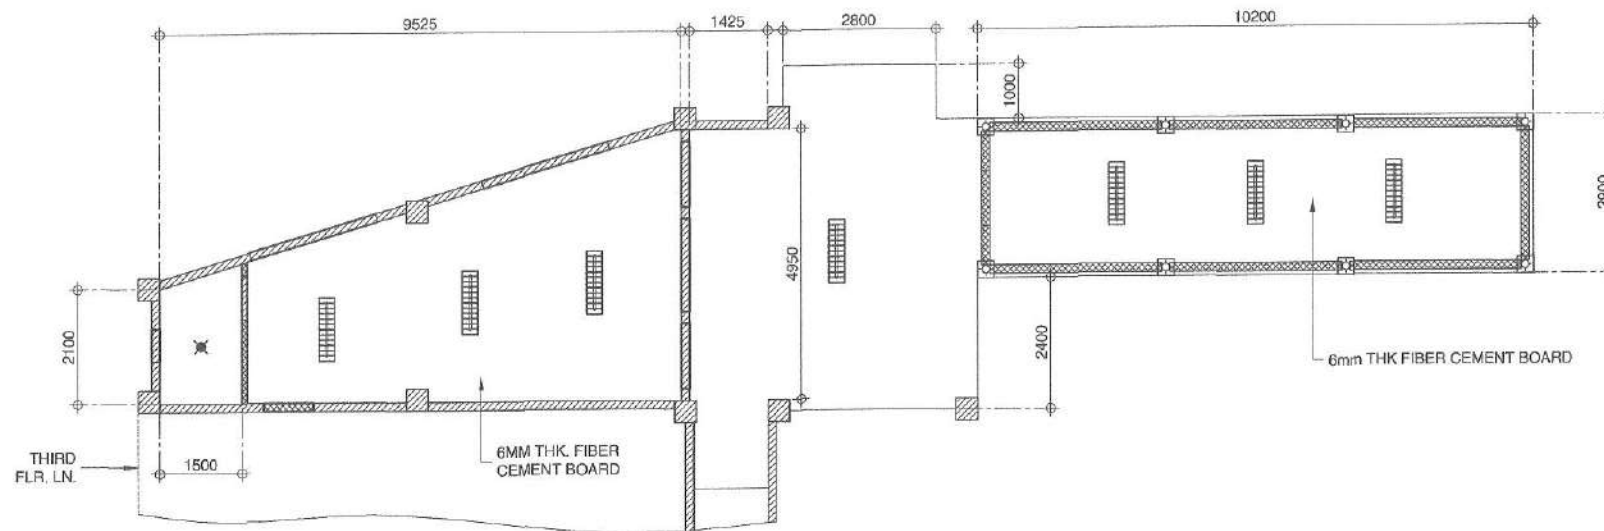 9525
1425
2800
10200
1000
4950
2100
2400
6mm THK FIBER CEMENT BOARD
6MM THK. FIBER
CEMENT BOARD
THIRD
FLR. LN.
1500